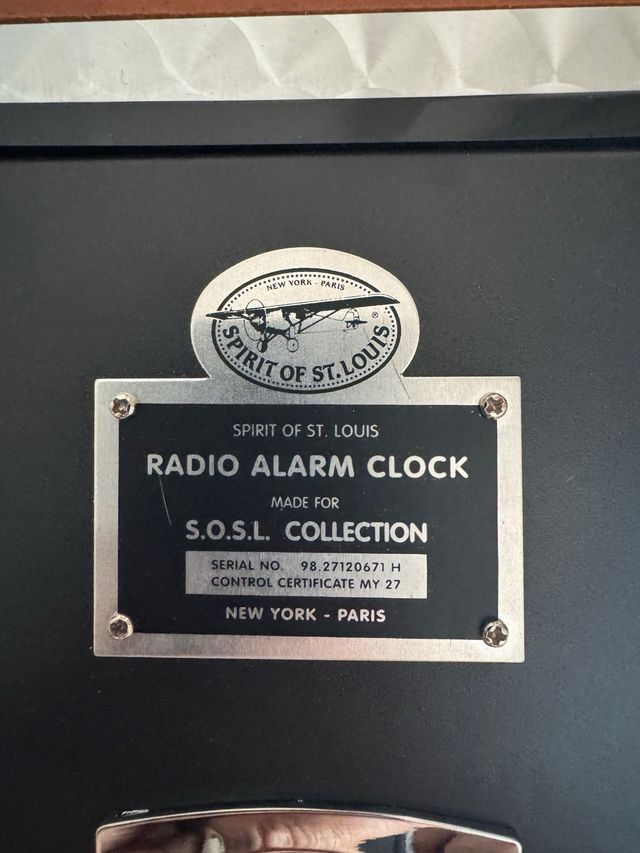 NEW YORK - PARIS
®
SPIRIT OF ST. LOUIS
SPIRIT OF ST. LOUIS
RADIO ALARM CLOCK
MADE FOR
S.O.S.L. COLLECTION
SERIAL NO. 98.27120671 H
CONTROL CERTIFICATE MY 27
NEW YORK - PARIS